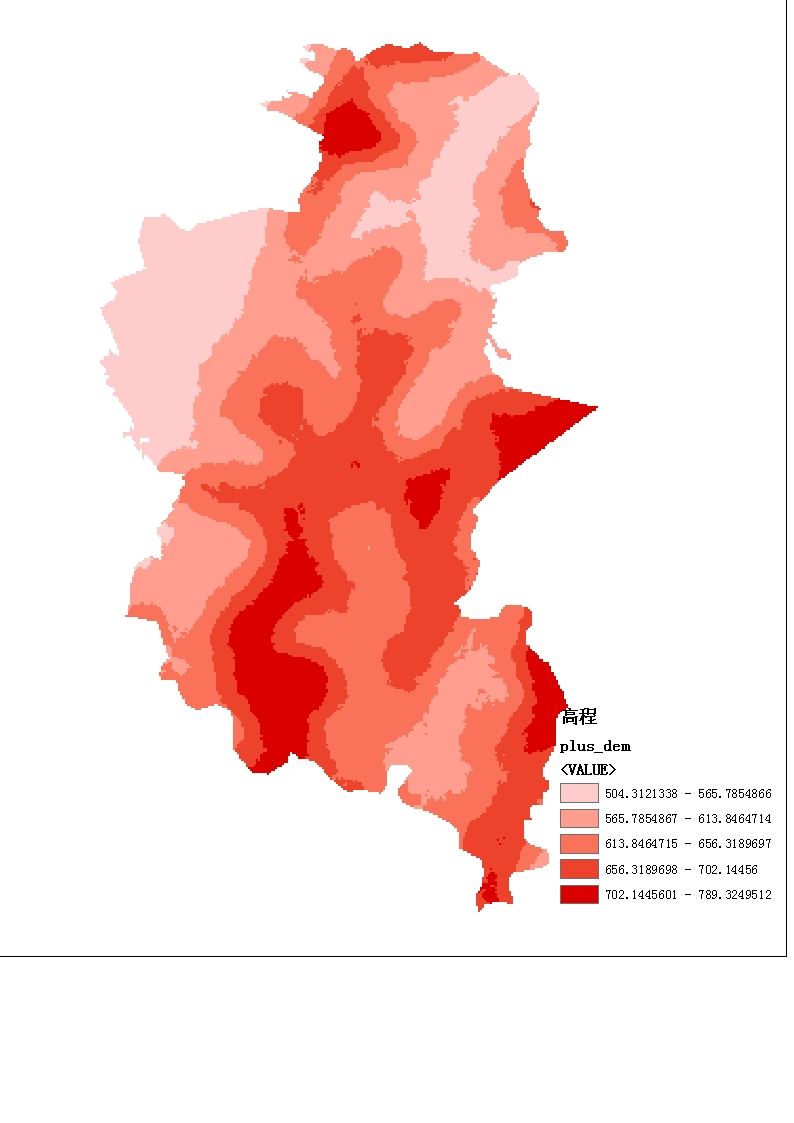 高程
plus_dem
<VALUE>
504.3121338 - 565.7854866
565.7854867 - 613.8464714
613.8464715 - 656.3189697
656.3189698 - 702.14456
702.1445601 - 789.3249512